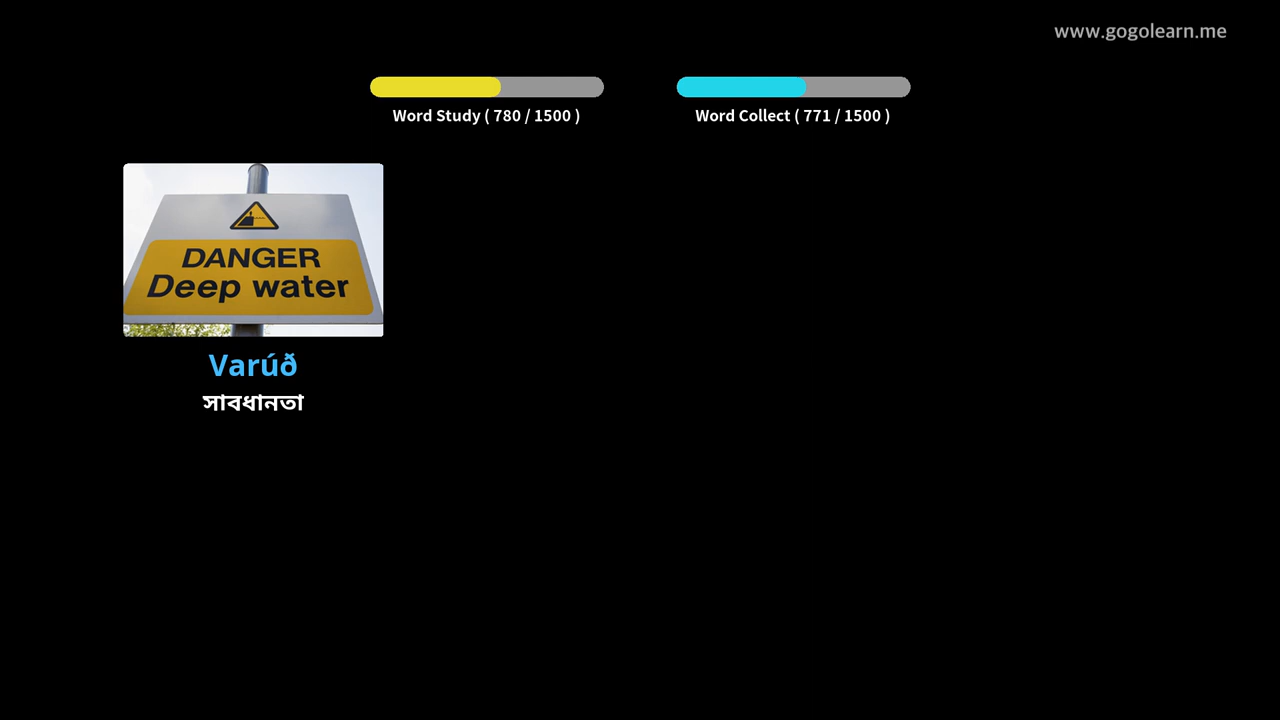 www.gogolearn.me
Word Study ( 780 / 1500 )
Word Collect ( 771 / 1500 )
DANGER
Deep water
Varúð
সাবধানতা